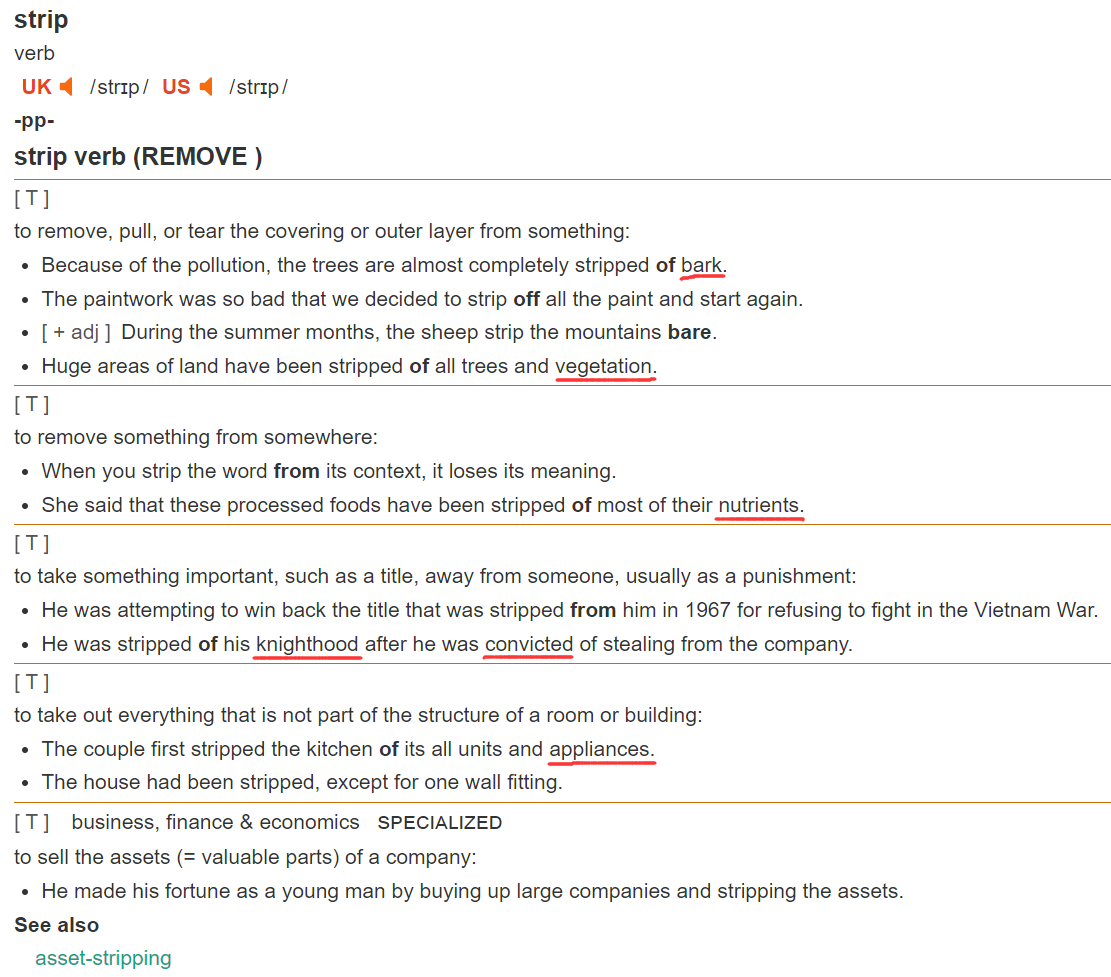 strip
verb
UK /strɪp/ US /strɪp/
-pp-
strip verb (REMOVE )
[ T ]
to remove, pull, or tear the covering or outer layer from something:
• Because of the pollution, the trees are almost completely stripped of bark.
• The paintwork was so bad that we decided to strip off all the paint and start again.
• [ + adj ] During the summer months, the sheep strip the mountains bare.
• Huge areas of land have been stripped of all trees and vegetation.
[ T ]
to remove something from somewhere:
• When you strip the word from its context, it loses its meaning.
• She said that these processed foods have been stripped of most of their nutrients.
[ T ]
to take something important, such as a title, away from someone, usually as a punishment:
• He was attempting to win back the title that was stripped from him in 1967 for refusing to fight in the Vietnam War.
• He was stripped of his knighthood after he was convicted of stealing from the company.
[ T ]
to take out everything that is not part of the structure of a room or building:
• The couple first stripped the kitchen of its all units and appliances.
• The house had been stripped, except for one wall fitting.
[ T ] business, finance & economics SPECIALIZED
to sell the assets (= valuable parts) of a company:
• He made his fortune as a young man by buying up large companies and stripping the assets.
See also
asset-stripping